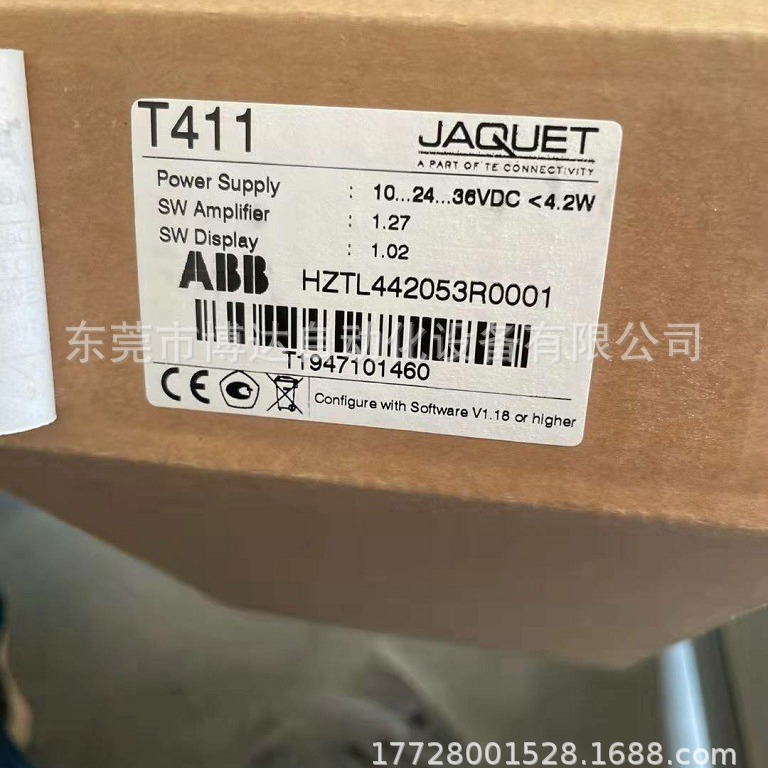 T411
JAQUET
A PART OF TE CONNECTIVITY
Power Supply : 10...24...36VDC <4.2W
SW Amplifier : 1.27
SW Display : 1.02
ABB HZTL442053R0001
东莞市博达自动化设备有限公司
T1947101460
CE
Configure with Software V1.18 or higher
17728001528.1688.com